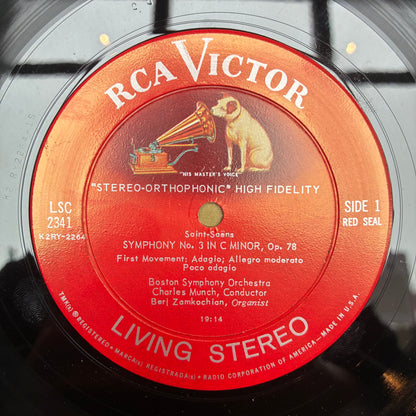 RCA VICTOR
"HIS MASTER'S VOICE"
"STEREO-ORTHOPHONIC" HIGH FIDELITY
LSC
2341
K2RY-2264
SIDE 1
RED SEAL
Saint-Saëns
SYMPHONY No. 3 IN C MINOR, Op. 78
First Movement: Adagio; Allegro moderato
Poco adagio
Boston Symphony Orchestra
Charles Munch, Conductor
Berj Zamkochian, Organist
19:14
LIVING STEREO
TMK(s) ® REGISTERED • MARCA(s) REGISTRADA(s) • RADIO CORPORATION OF AMERICA—MADE IN U.S.A.